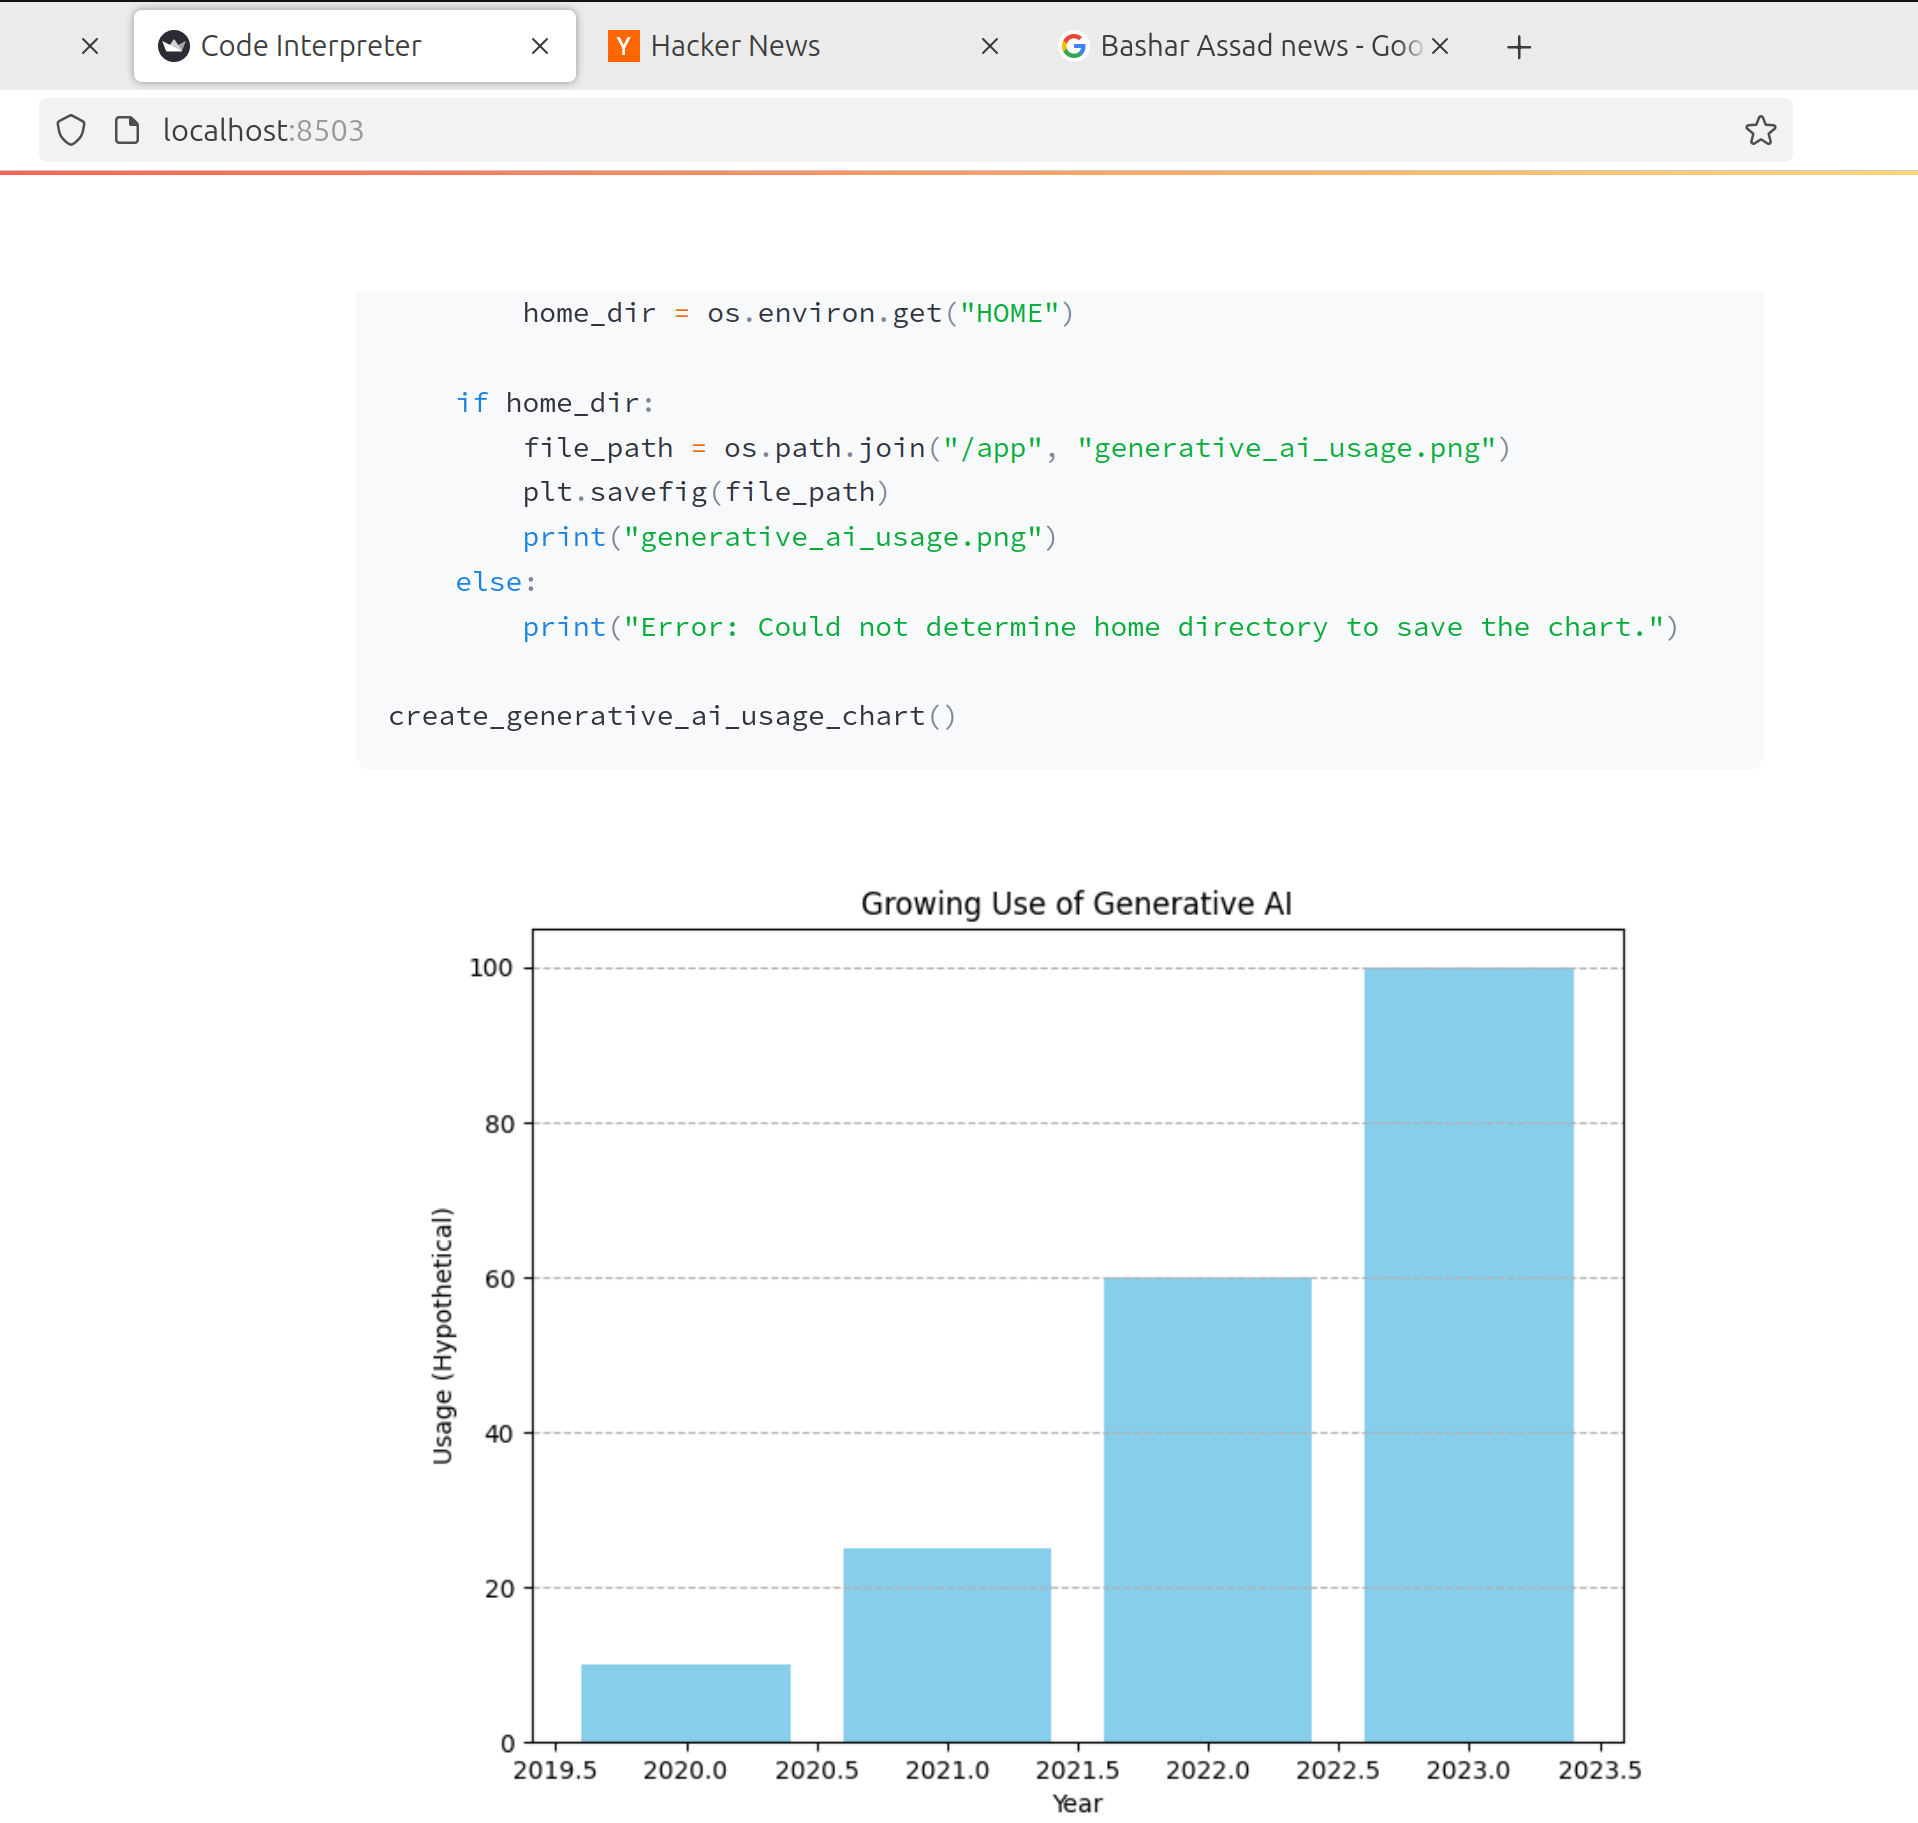 Code Interpreter
Hacker News
Bashar Assad news - Goo
localhost:8503
home_dir = os.environ.get("HOME")
if home_dir:
file_path = os.path.join("/app", "generative_ai_usage.png")
plt.savefig(file_path)
print("generative_ai_usage.png")
else:
print("Error: Could not determine home directory to save the chart.")
create_generative_ai_usage_chart()
Growing Use of Generative AI
100
80
60
40
20
0
Usage (Hypothetical)
2019.5 2020.0 2020.5 2021.0 2021.5 2022.0 2022.5 2023.0 2023.5
Year